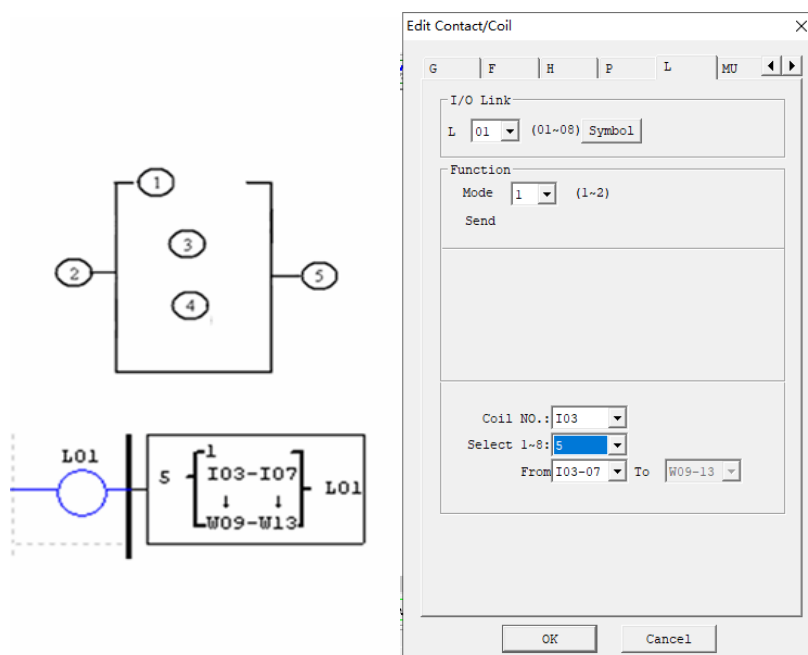 1
2
3
4
5
L01
5
1
I03-I07
↓ ↓
W09-W13
L01
Edit Contact/Coil
G F H P L MU
I/O Link
L 01 (01~08) Symbol
Function
Mode 1 (1~2)
Send
Coil NO.: I03
Select 1~8: 5
From I03-07 To W09-13
OK Cancel